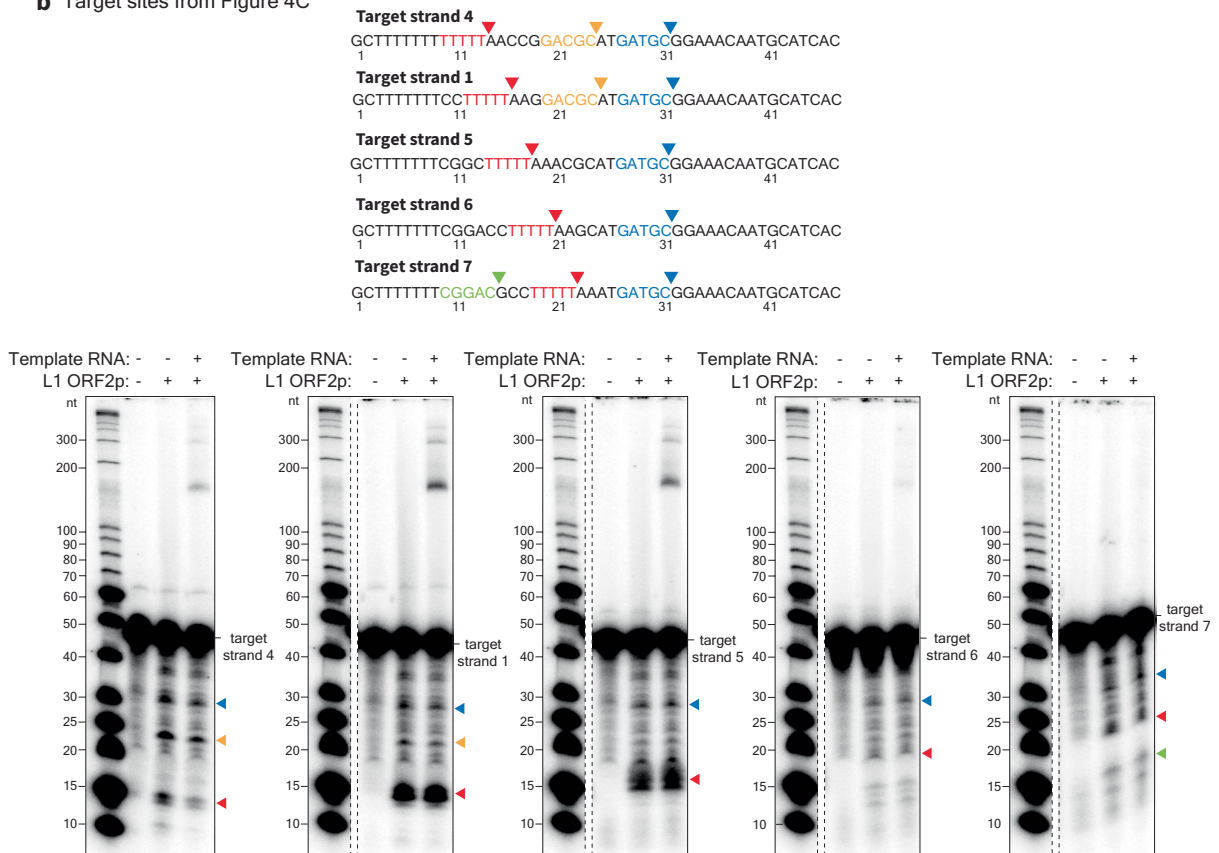 b Target sites from Figure 4C
Target strand 4
GCTTTTTTTTTTTTAACCGGACGCATGATGCGGAAACAATGCATCAC
1 11 21 31 41
Target strand 1
GCTTTTTTTCCTTTTTAAGGACGCATGATGCGGAAACAATGCATCAC
1 11 21 31 41
Target strand 5
GCTTTTTTTCGGCTTTTTAAACGCATGATGCGGAAACAATGCATCAC
1 11 21 31 41
Target strand 6
GCTTTTTTTCGGACCTTTTTAAGCATGATGCGGAAACAATGCATCAC
1 11 21 31 41
Target strand 7
GCTTTTTTTCGGACGCCTTTTTAAATGATGCGGAAACAATGCATCAC
1 11 21 31 41
Template RNA: - - +
L1 ORF2p: - + +
nt
300
200
100
90
80
70
60
50
40
30
25
20
15
10
target
strand 4
Template RNA: - - +
L1 ORF2p: - + +
nt
300
200
100
90
80
70
60
50
40
30
25
20
15
10
target
strand 1
Template RNA: - - +
L1 ORF2p: - + +
nt
300
200
100
90
80
70
60
50
40
30
25
20
15
10
target
strand 5
Template RNA: - - +
L1 ORF2p: - + +
nt
300
200
100
90
80
70
60
50
40
30
25
20
15
10
target
strand 6
Template RNA: - - +
L1 ORF2p: - + +
nt
300
200
100
90
80
70
60
50
40
30
25
20
15
10
target
strand 7